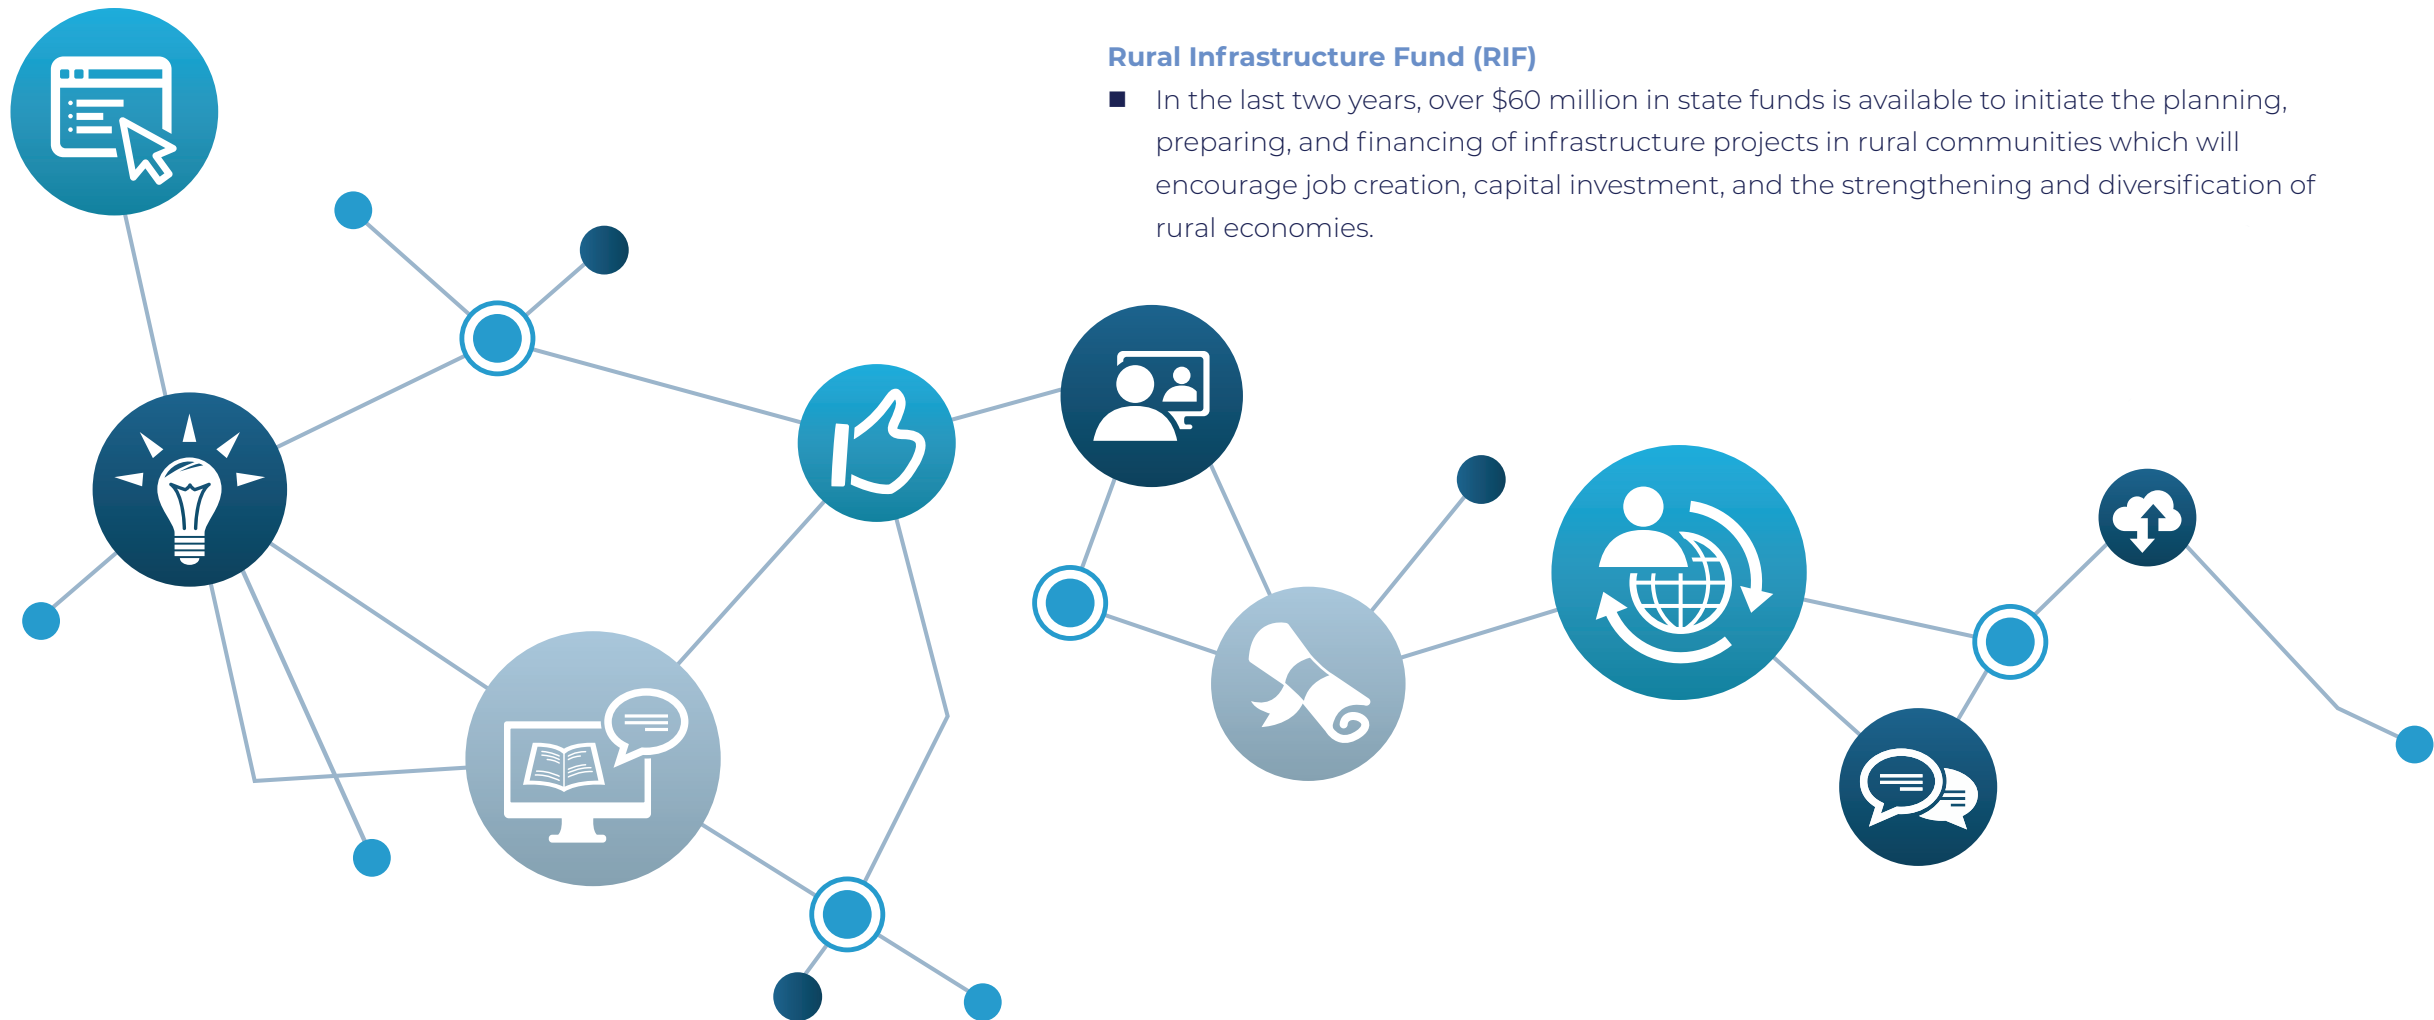 Rural Infrastructure Fund (RIF)
■ In the last two years, over $60 million in state funds is available to initiate the planning,
preparing, and financing of infrastructure projects in rural communities which will
encourage job creation, capital investment, and the strengthening and diversification of
rural economies.